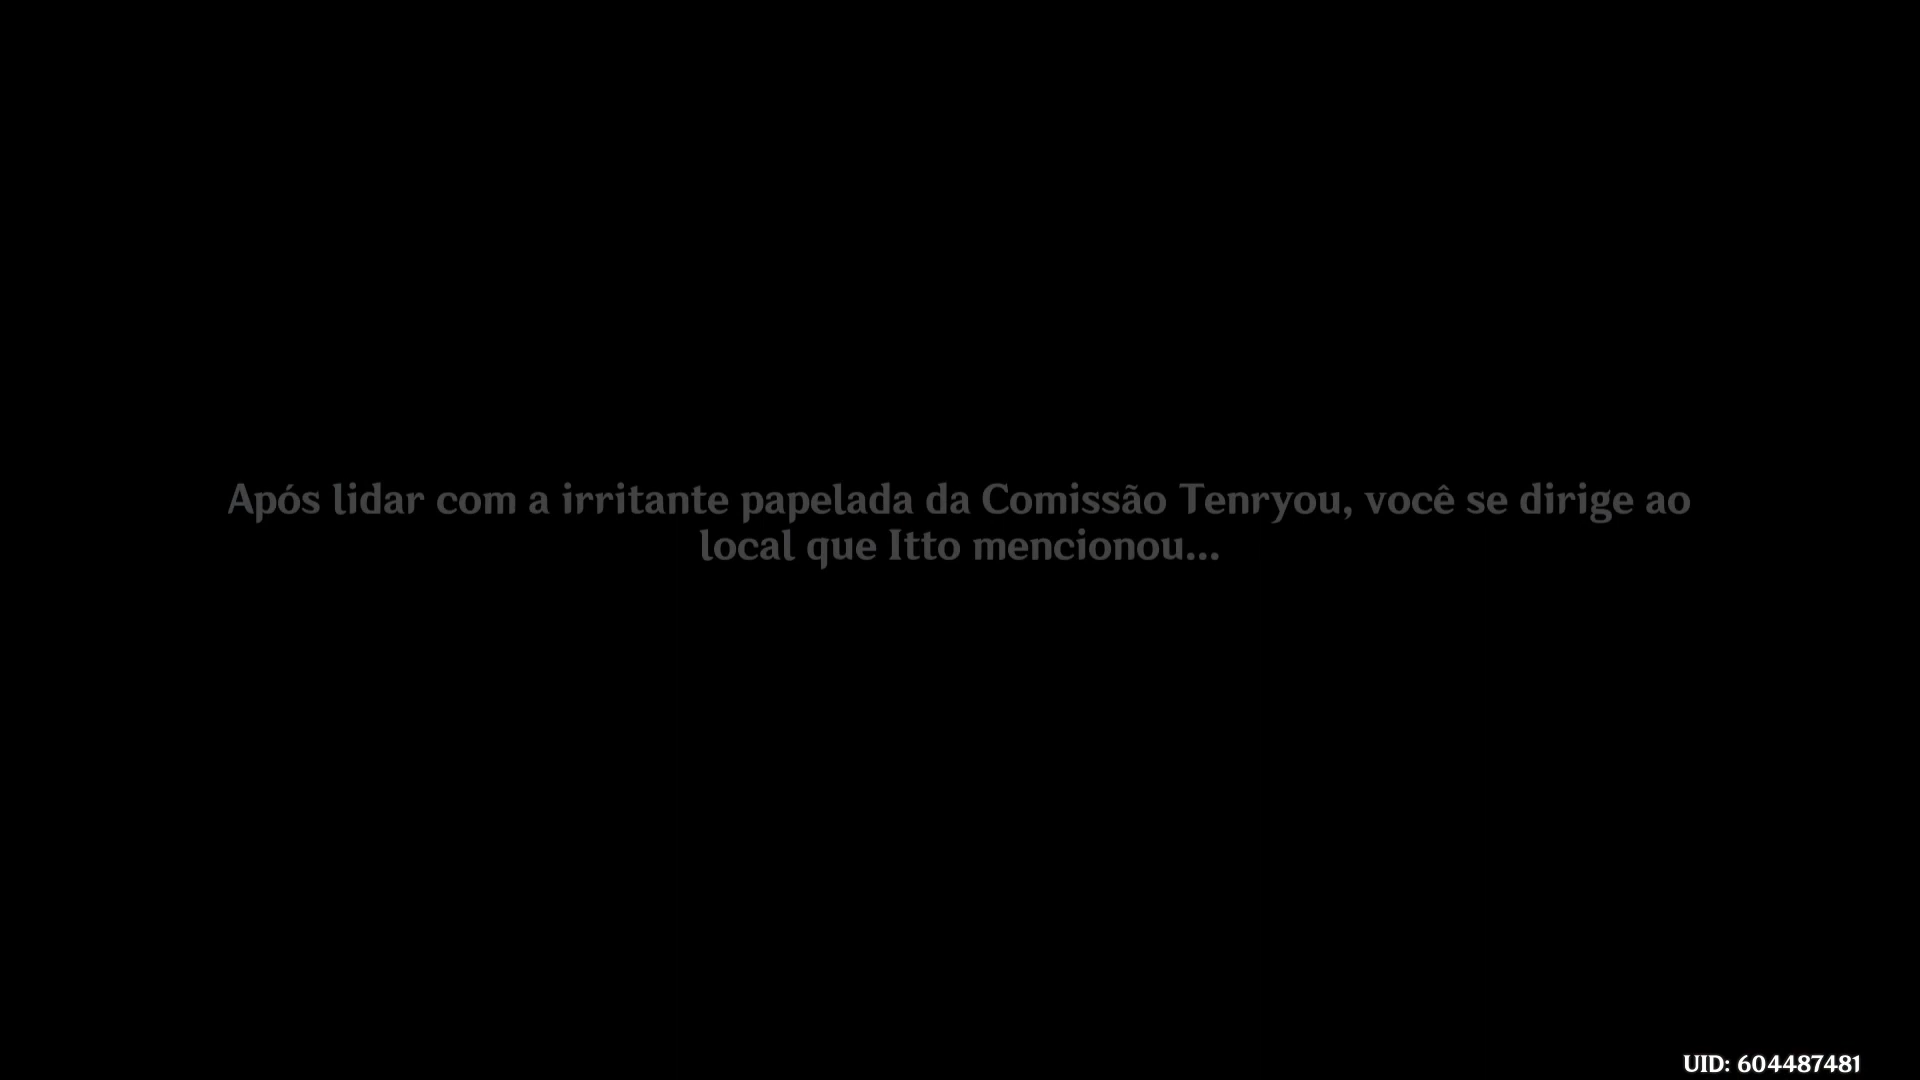 Após lidar com a irritante papelada da Comissão Tenryou, você se dirige ao
local que Itto mencionou...
UID: 604487481